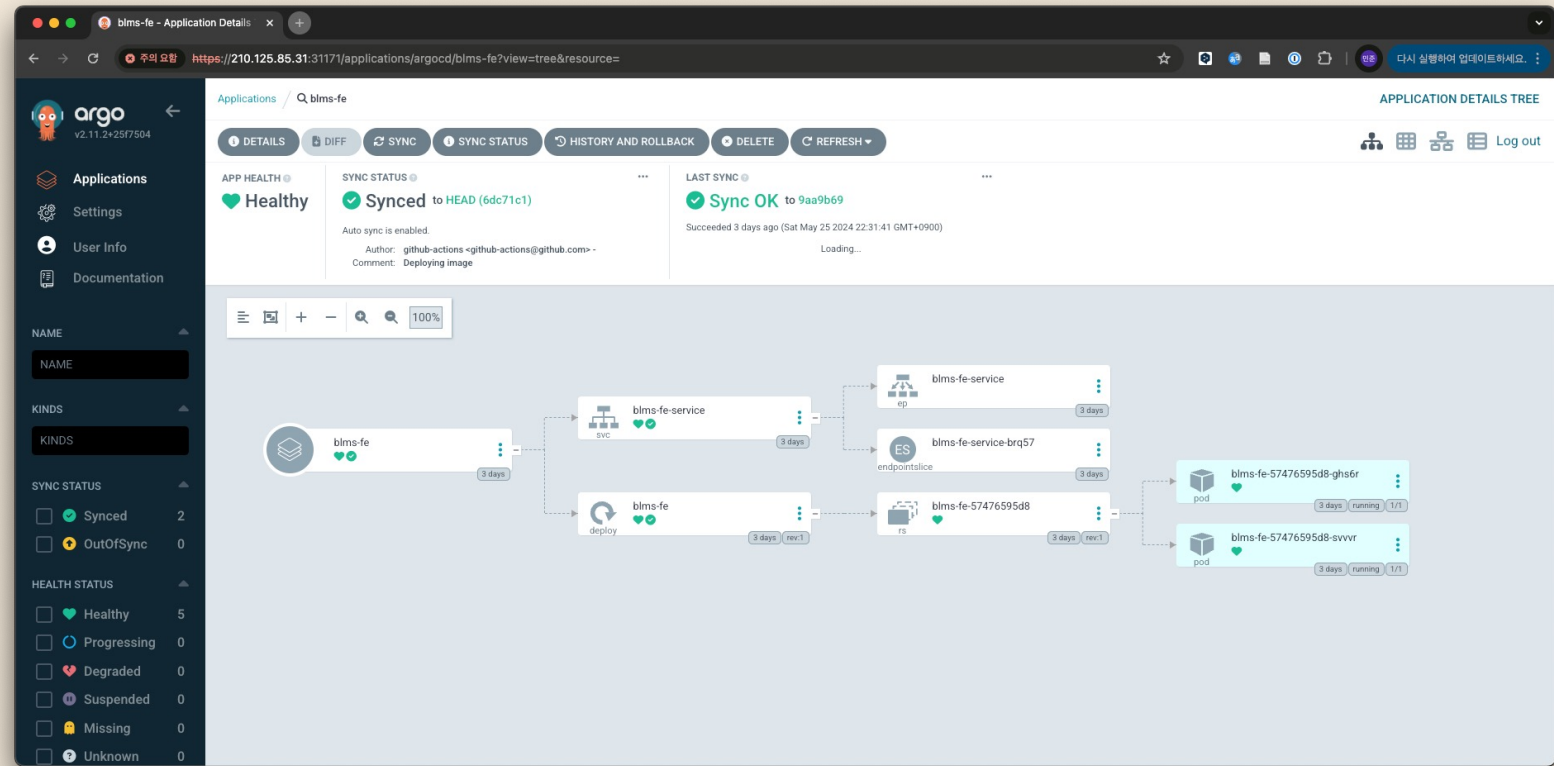 blms-fe - Application Details
주의 요함 https://210.125.85.31:31171/applications/argocd/blms-fe?view=tree&resource=
민준
다시 실행하여 업데이트하세요.
argo
v2.11.2+25f7504
Applications
Settings
User Info
Documentation
NAME
NAME
KINDS
KINDS
SYNC STATUS
Synced 2
OutOfSync 0
HEALTH STATUS
Healthy 5
Progressing 0
Degraded 0
Suspended 0
Missing 0
Unknown 0
Applications / blms-fe
APPLICATION DETAILS TREE
DETAILS DIFF SYNC SYNC STATUS HISTORY AND ROLLBACK DELETE REFRESH
Log out
APP HEALTH
Healthy
SYNC STATUS
Synced to HEAD (6dc71c1)
Auto sync is enabled.
Author: github-actions <github-actions@github.com> -
Comment: Deploying image
LAST SYNC
Sync OK to 9aa9b69
Succeeded 3 days ago (Sat May 25 2024 22:31:41 GMT+0900)
Loading...
100%
blms-fe
3 days
blms-fe-service
svc
3 days
blms-fe
deploy
3 days rev:1
blms-fe-service
ep
3 days
ES
blms-fe-service-brq57
endpointslice
3 days
blms-fe-57476595d8
rs
3 days rev:1
blms-fe-57476595d8-ghs6r
pod
3 days running 1/1
blms-fe-57476595d8-svvvr
pod
3 days running 1/1